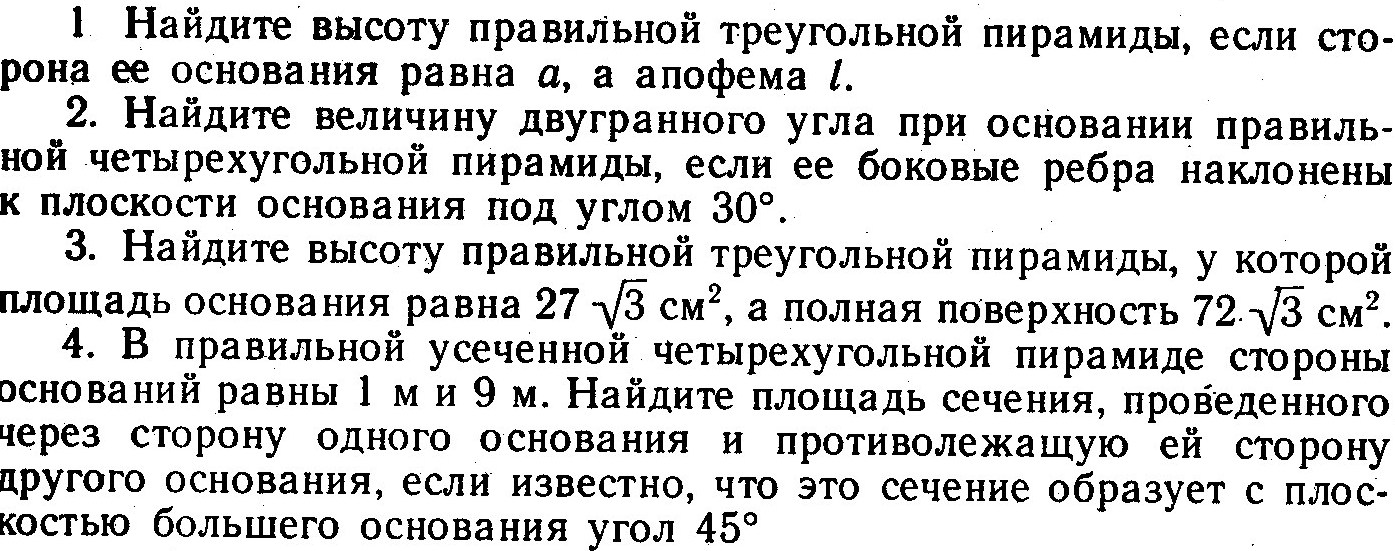 1 Найдите высоту правильной треугольной пирамиды, если сто-
рона ее основания равна a, а апофема l.
2. Найдите величину двугранного угла при основании правиль-
ной четырехугольной пирамиды, если ее боковые ребра наклонены
к плоскости основания под углом 30°.
3. Найдите высоту правильной треугольной пирамиды, у которой
площадь основания равна 27 √3 см², а полная поверхность 72 √3 см².
4. В правильной усеченной четырехугольной пирамиде стороны
оснований равны 1 м и 9 м. Найдите площадь сечения, проведенного
через сторону одного основания и противолежащую ей сторону
другого основания, если известно, что это сечение образует с плос-
костью большего основания угол 45°